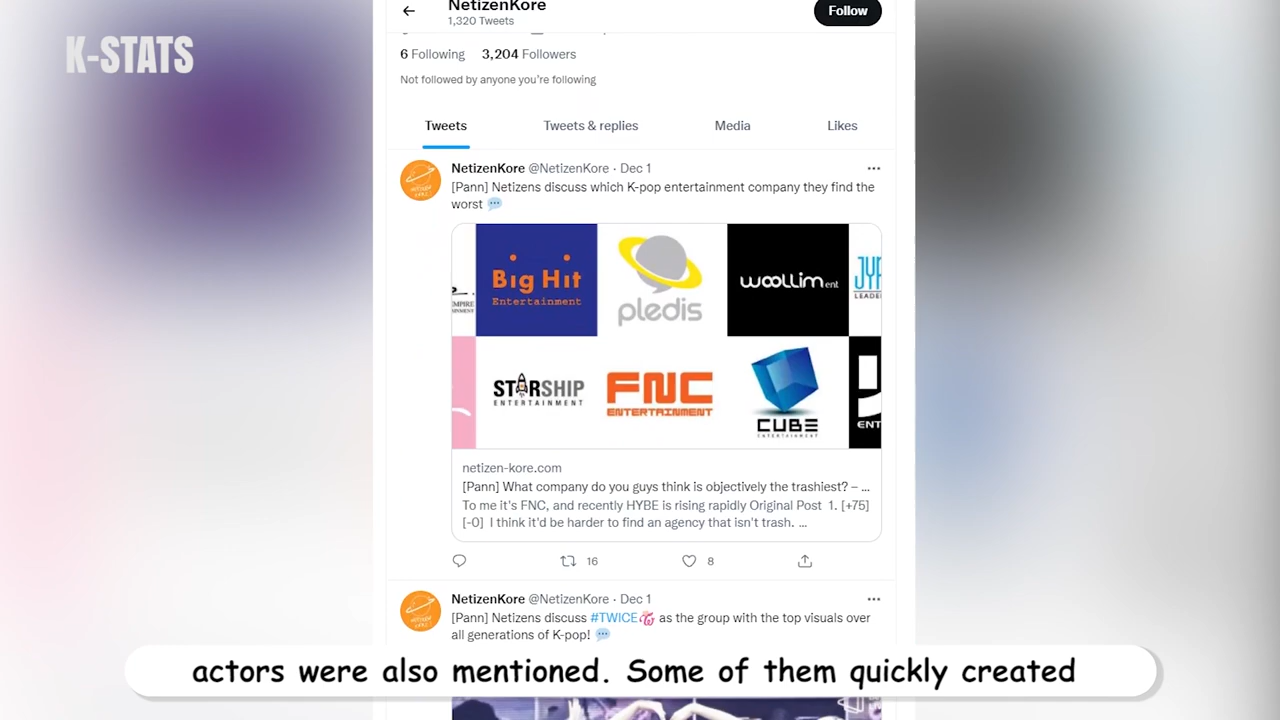 K-STATS
NetizenKore
1,320 Tweets
Follow
6 Following 3,204 Followers
Not followed by anyone you're following
Tweets Tweets & replies Media Likes
NetizenKore @NetizenKore · Dec 1
[Pann] Netizens discuss which K-pop entertainment company they find the
worst
Big Hit
Entertainment
pledis
woollim ent
JYP
LEADE
EMPIRE
STARSHIP
ENTERTAINMENT
FNC
ENTERTAINMENT
CUBE
ENTERTAINMENT
ENT
netizen-kore.com
[Pann] What company do you guys think is objectively the trashiest? – ...
To me it's FNC, and recently HYBE is rising rapidly Original Post 1. [+75]
[-0] I think it'd be harder to find an agency that isn't trash. ...
16
8
NetizenKore @NetizenKore · Dec 1
[Pann] Netizens discuss #TWICE as the group with the top visuals over
all generations of K-pop!
actors were also mentioned. Some of them quickly created